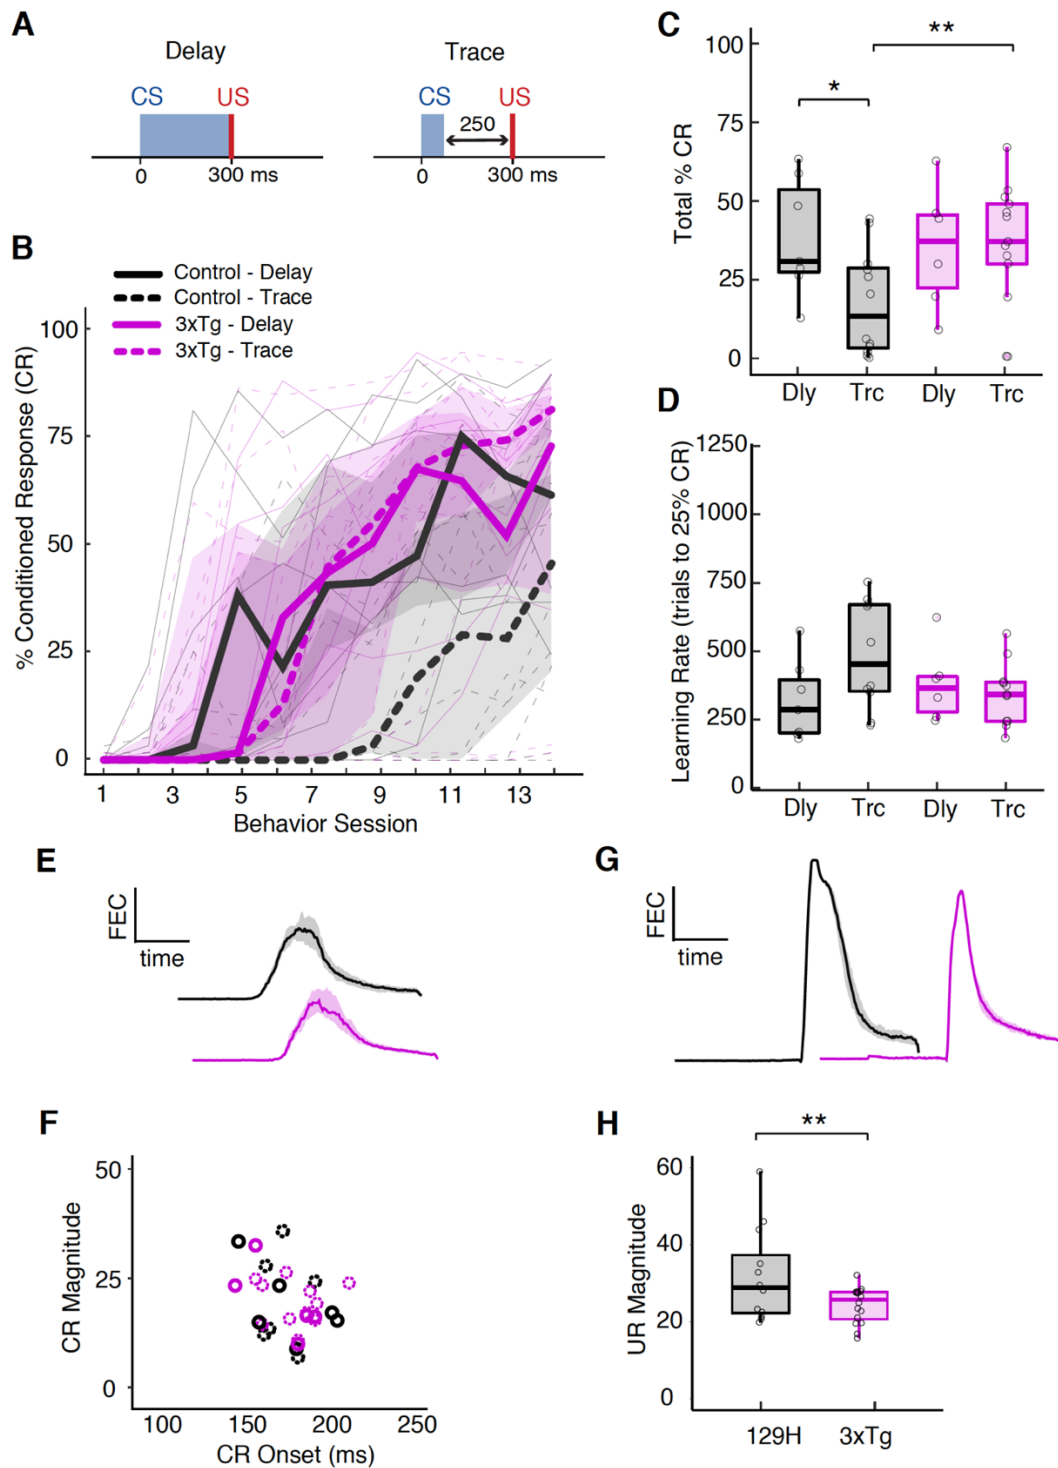 A
Delay
CS
US
0
300 ms
Trace
CS
US
250
0
300 ms
B
Control - Delay
Control - Trace
3xTg - Delay
3xTg - Trace
% Conditioned Response (CR)
100
75
50
25
0
1 3 5 7 9 11 13
Behavior Session
C
Total % CR
100
75
50
25
0
*
**
Dly Trc Dly Trc
D
Learning Rate (trials to 25% CR)
1250
1000
750
500
250
0
Dly Trc Dly Trc
E
FEC
time
G
FEC
time
F
CR Magnitude
50
25
0
100 150 200 250
CR Onset (ms)
H
**
UR Magnitude
60
40
20
0
129H 3xTg